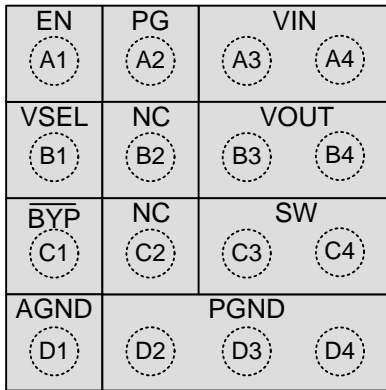 EN PG VIN
A1 A2 A3 A4
VSEL NC VOUT
B1 B2 B3 B4
BYP NC SW
C1 C2 C3 C4
AGND PGND
D1 D2 D3 D4